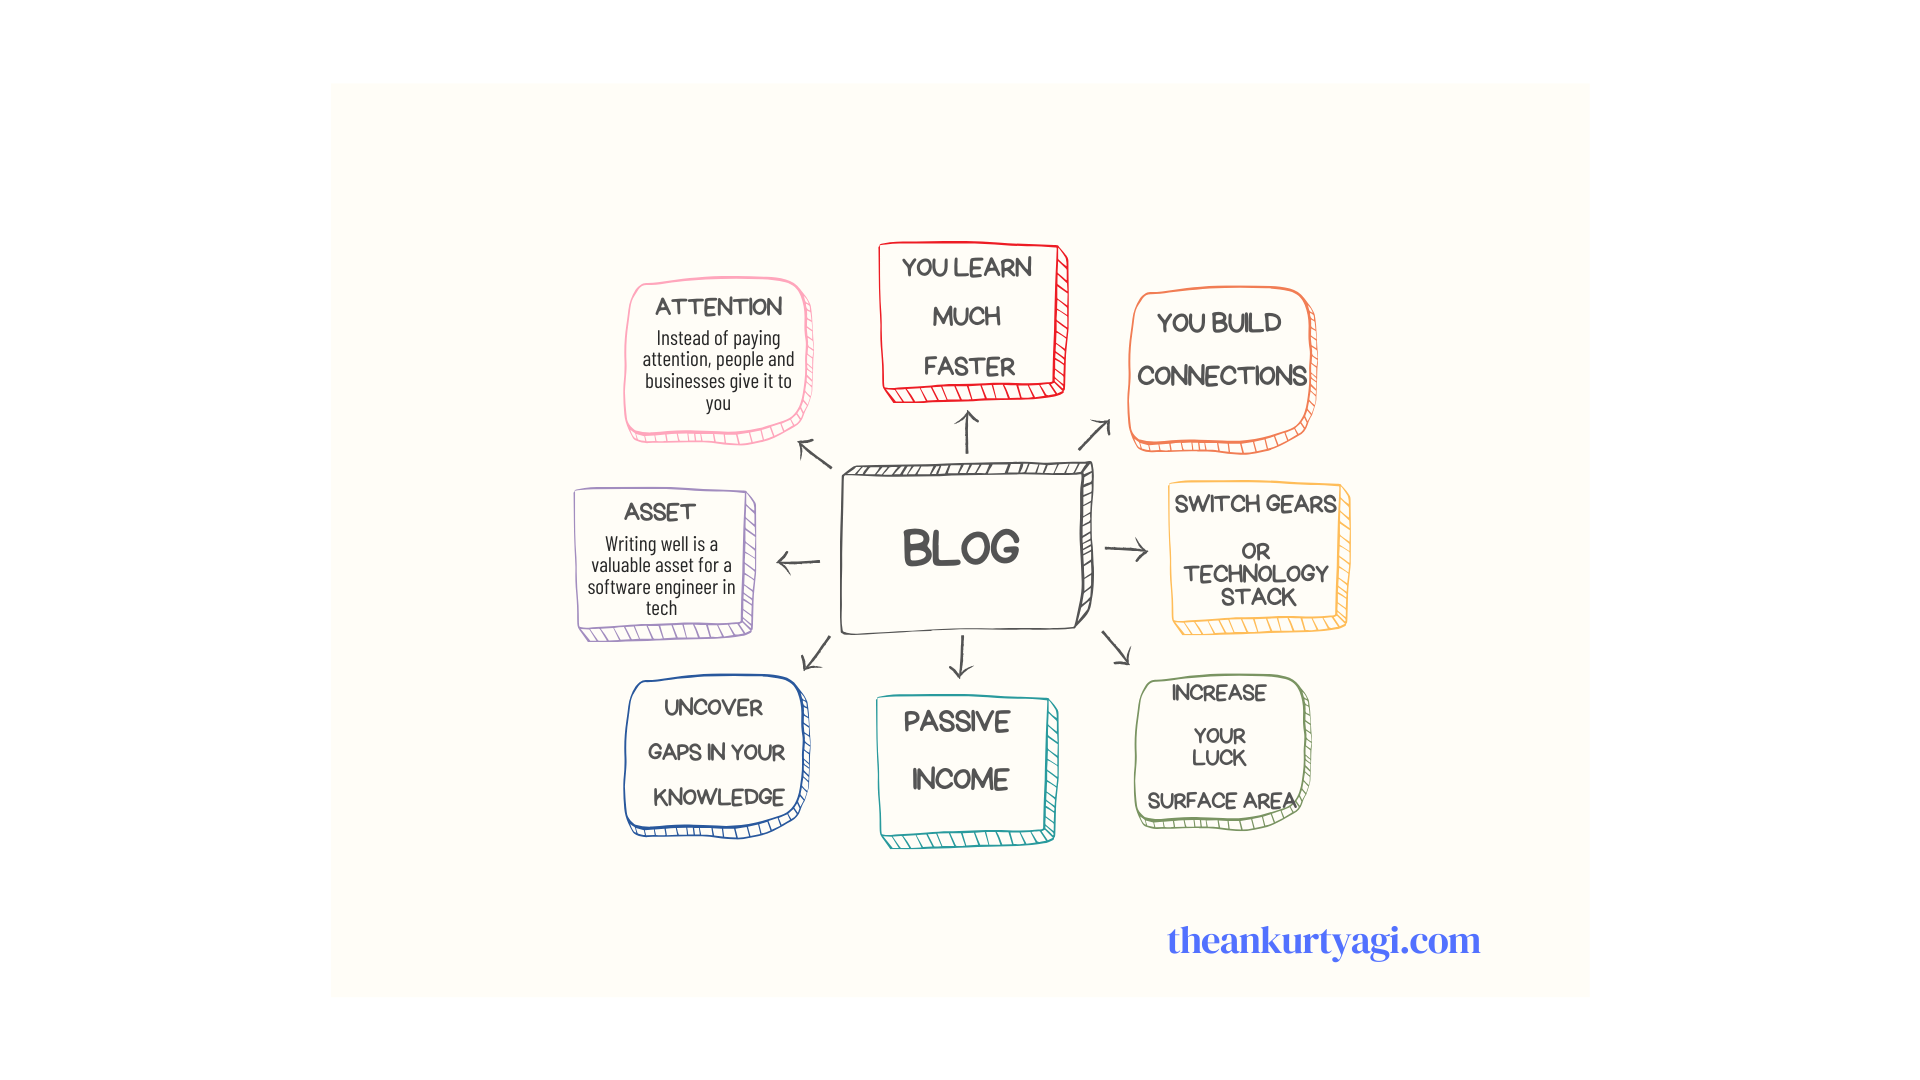 YOU LEARN
MUCH
FASTER
ATTENTION
Instead of paying
attention, people and
businesses give it to
you
YOU BUILD
CONNECTIONS
ASSET
Writing well is a
valuable asset for a
software engineer in
tech
BLOG
SWITCH GEARS
OR
TECHNOLOGY
STACK
UNCOVER
GAPS IN YOUR
KNOWLEDGE
PASSIVE
INCOME
INCREASE
YOUR
LUCK
SURFACE AREA
theankurtyagi.com